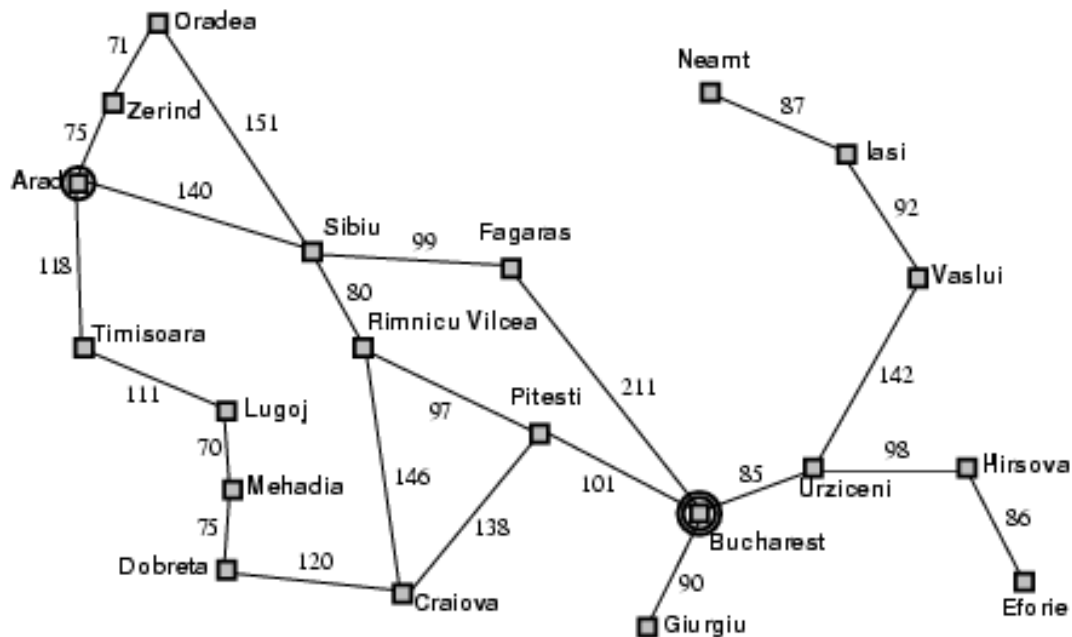 Oradea
71
Neamt
Zerind
87
75
151
Iasi
Arad
140
92
Sibiu
Fagaras
99
118
Vaslui
80
Timisoara
Rimnicu Vilcea
111
Lugoj
97
Pitesti
211
142
70
146
98
Hirsova
Mehadia
101
85
Urziceni
75
138
86
Dobreta
120
Bucharest
90
Craiova
Eforie
Giurgiu